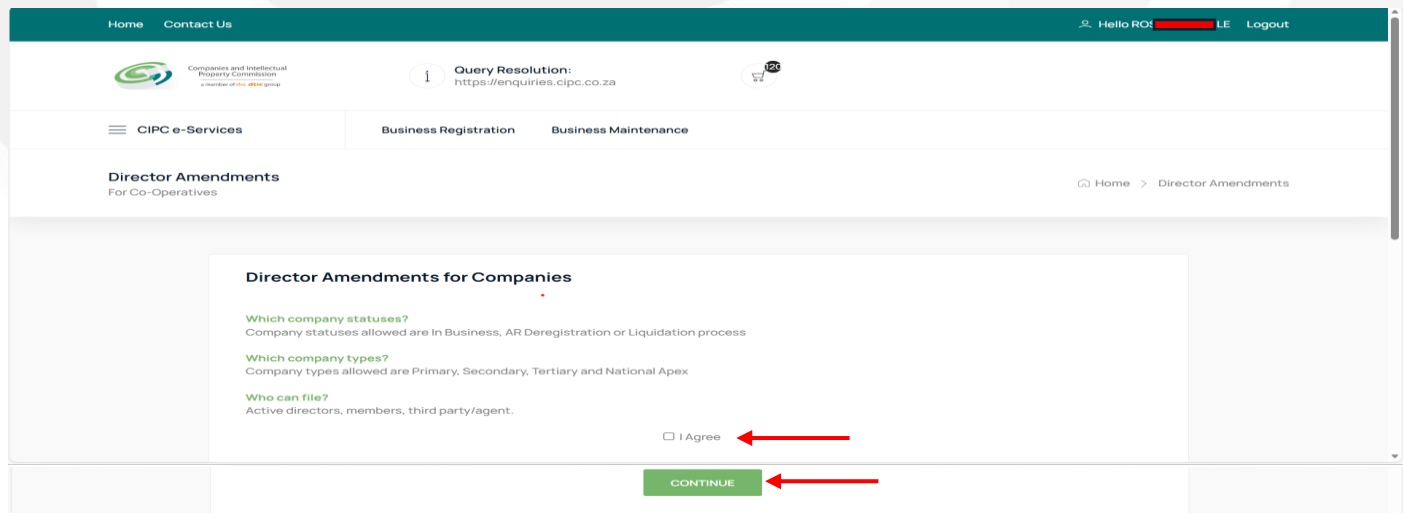 Home Contact Us Hello ROS LE Logout
Companies and Intellectual
Property Commission
a member of the dtic group
Query Resolution:
https://enquiries.cipc.co.za
120
CIPC e-Services Business Registration Business Maintenance
Director Amendments
For Co-Operatives
Home > Director Amendments
Director Amendments for Companies
*
Which company statuses?
Company statuses allowed are In Business, AR Deregistration or Liquidation process
Which company types?
Company types allowed are Primary, Secondary, Tertiary and National Apex
Who can file?
Active directors, members, third party/agent.
I Agree
CONTINUE